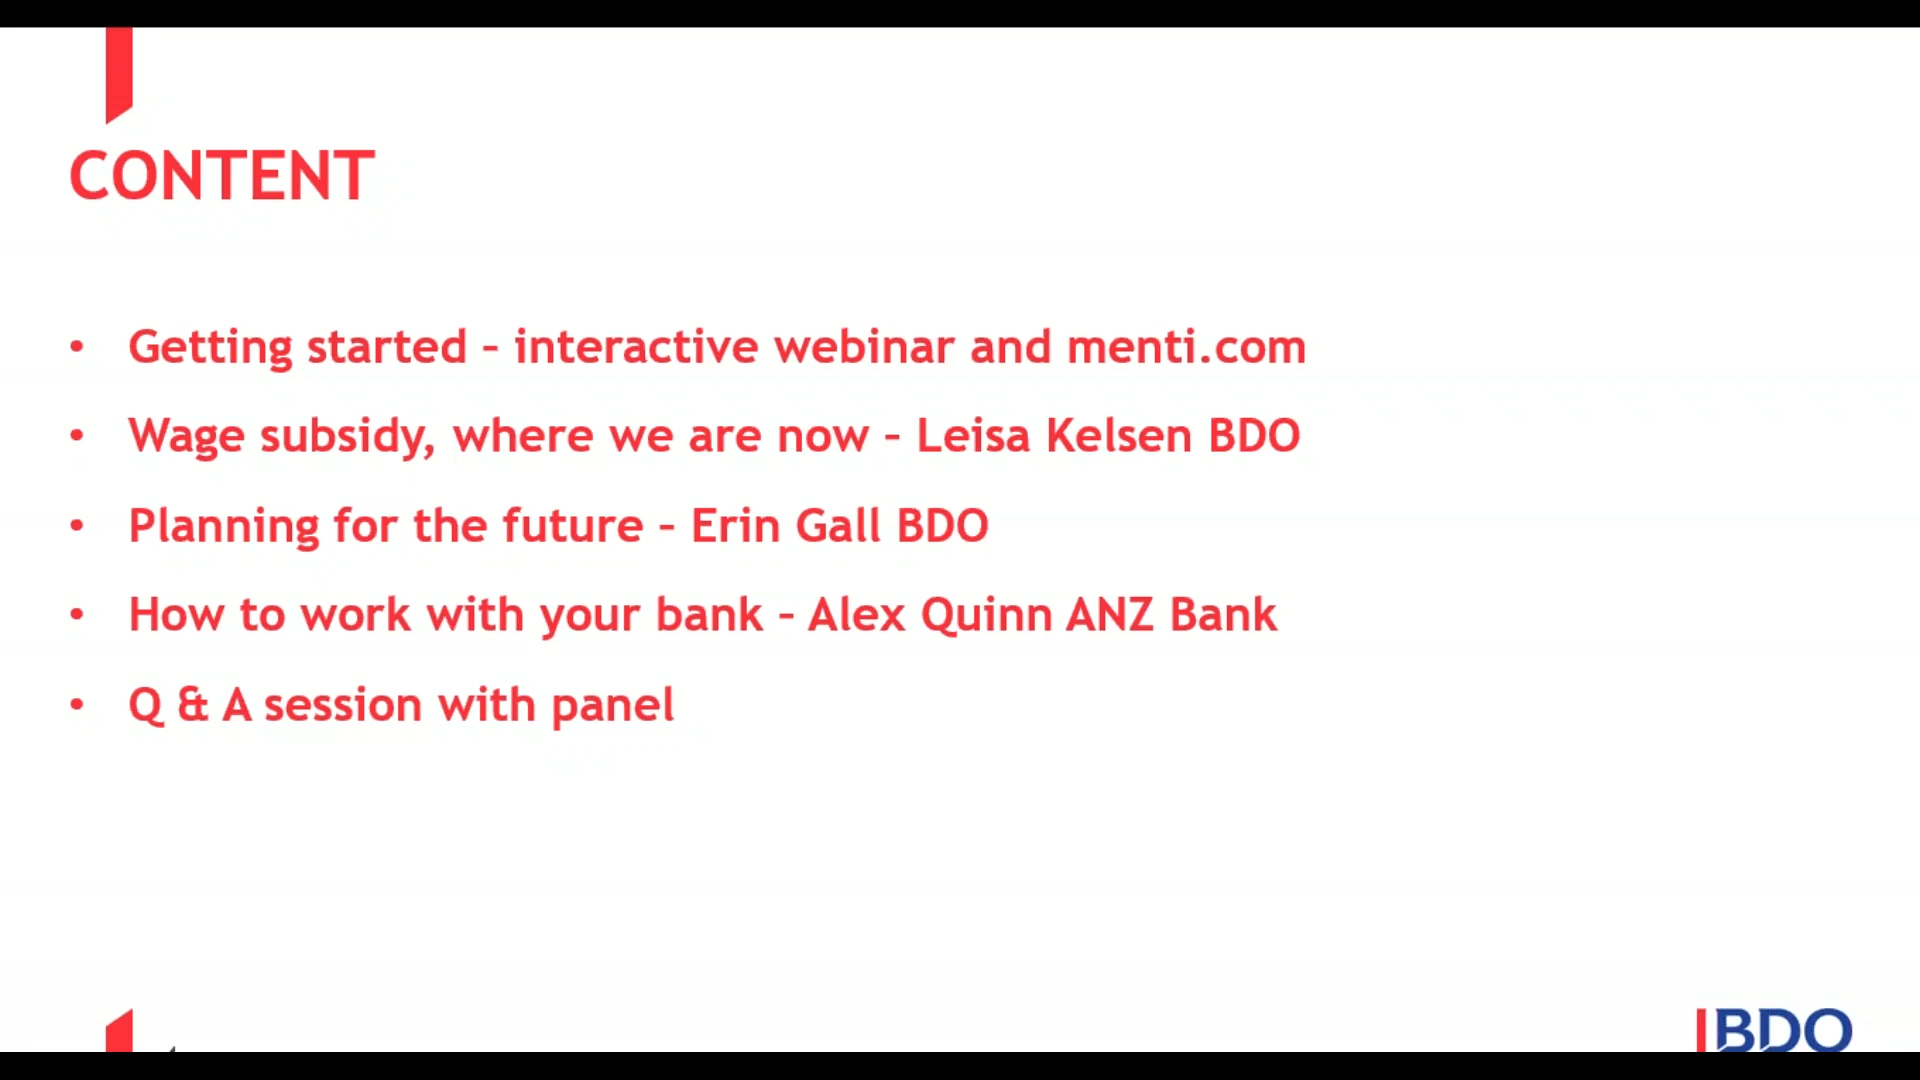 CONTENT
• Getting started – interactive webinar and menti.com
• Wage subsidy, where we are now – Leisa Kelsen BDO
• Planning for the future – Erin Gall BDO
• How to work with your bank – Alex Quinn ANZ Bank
• Q & A session with panel
BDO